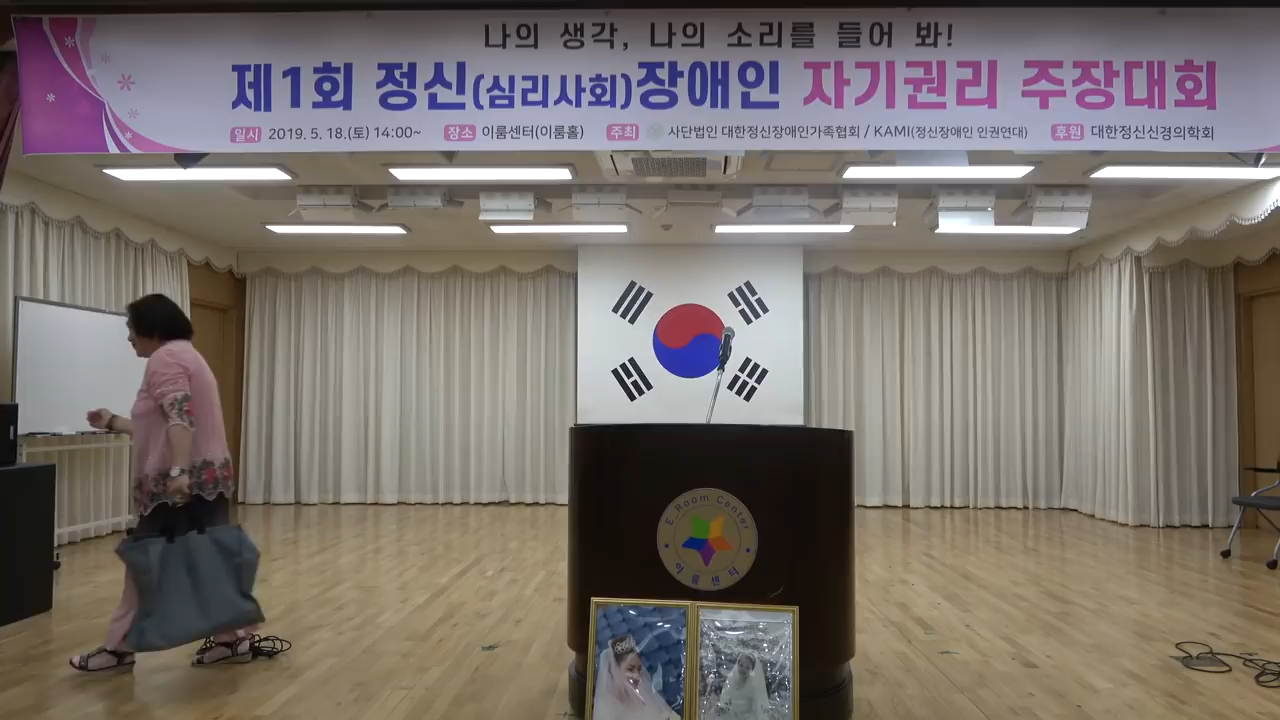 나의 생각, 나의 소리를 들어 봐!
제1회 정신(심리사회)장애인 자기권리 주장대회
일시 2019. 5. 18.(토) 14:00~ 장소 이룸센터(이룸홀) 주최 사단법인 대한정신장애인가족협회 / KAMI(정신장애인 인권연대) 후원 대한정신신경의학회
E Room Center
이룸센터